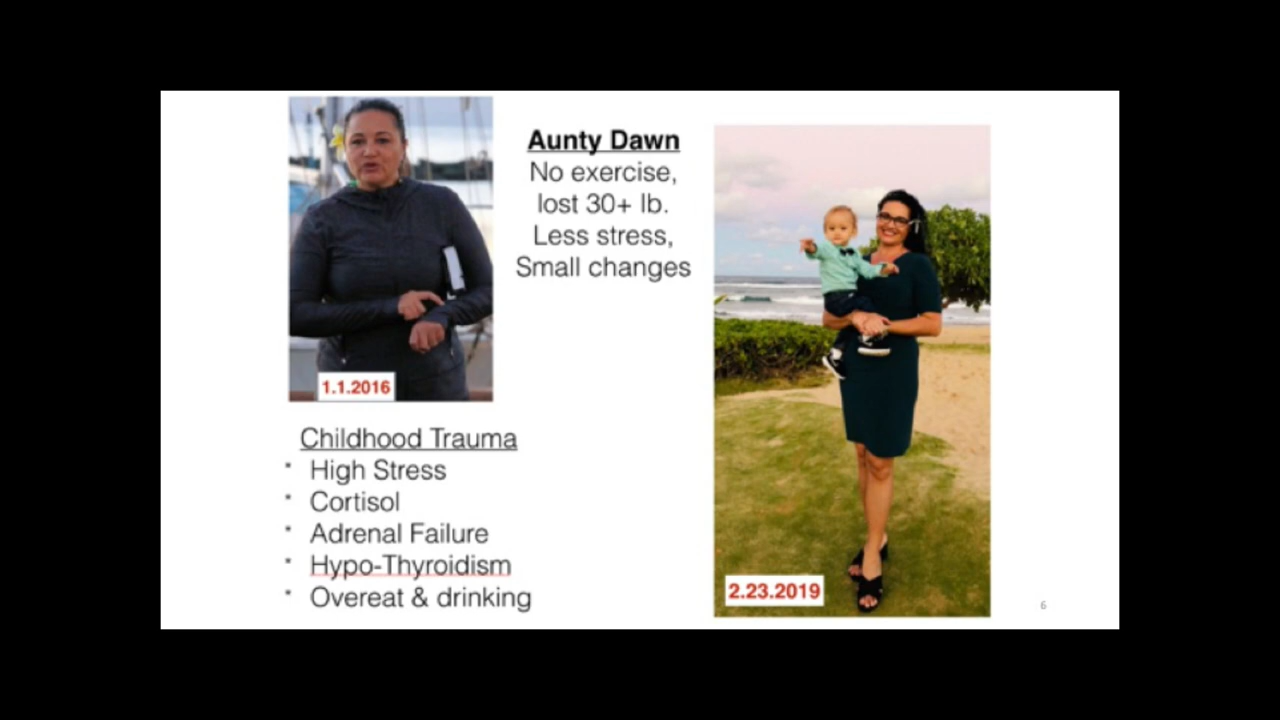 Aunty Dawn
No exercise,
lost 30+ lb.
Less stress,
Small changes
1.1.2016
Childhood Trauma
· High Stress
· Cortisol
· Adrenal Failure
· Hypo-Thyroidism
· Overeat & drinking
2.23.2019
6